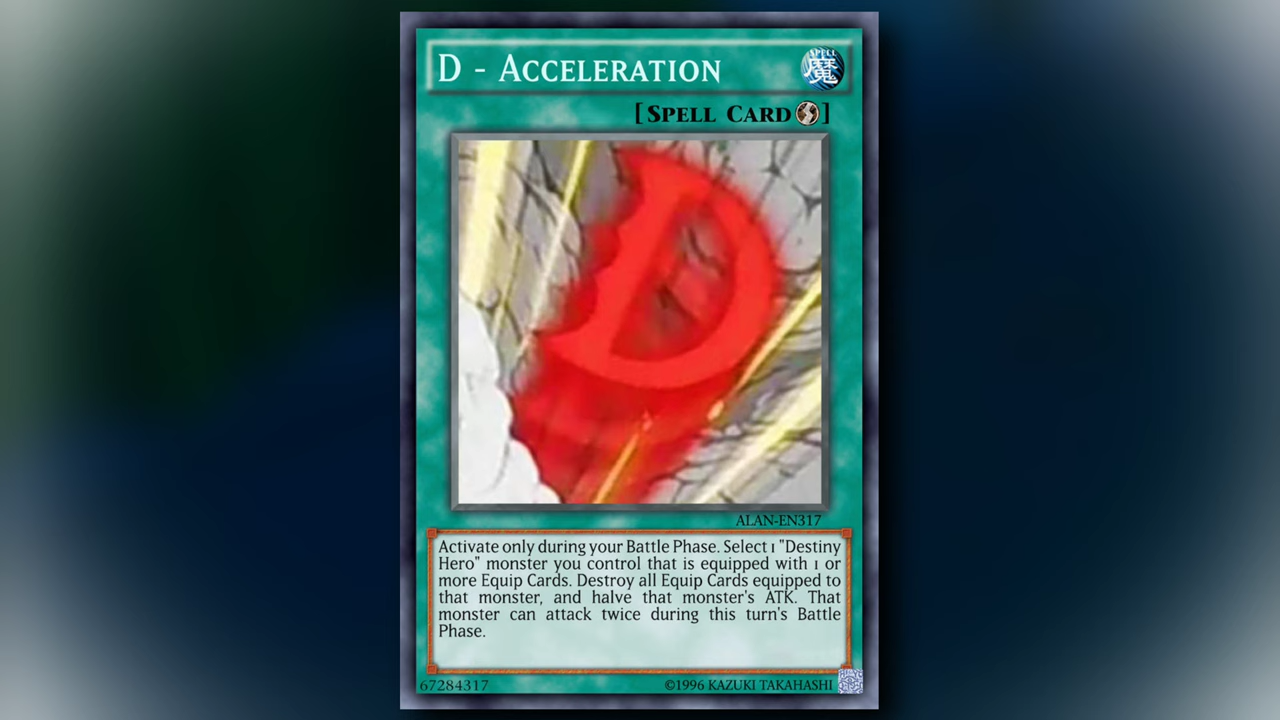 D - Acceleration
SPELL
魔
[Spell Card]
D
ALAN-EN317
Activate only during your Battle Phase. Select 1 "Destiny
Hero" monster you control that is equipped with 1 or
more Equip Cards. Destroy all Equip Cards equipped to
that monster, and halve that monster's ATK. That
monster can attack twice during this turn's Battle
Phase.
67284317
©1996 KAZUKI TAKAHASHI